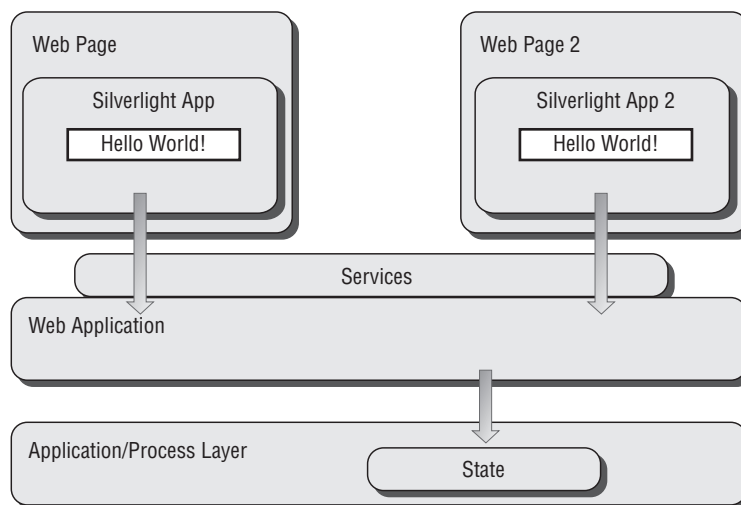 Web Page
Web Page 2
Silverlight App
Silverlight App 2
Hello World!
Hello World!
Services
Web Application
Application/Process Layer
State